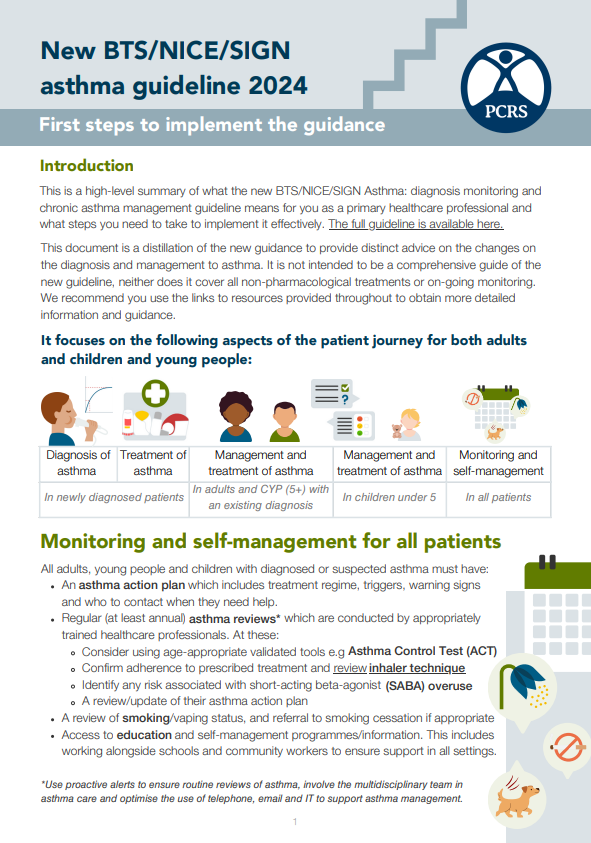 New BTS/NICE/SIGN
asthma guideline 2024
PCRS
First steps to implement the guidance
Introduction
This is a high-level summary of what the new BTS/NICE/SIGN Asthma: diagnosis monitoring and
chronic asthma management guideline means for you as a primary healthcare professional and
what steps you need to take to implement it effectively. The full guideline is available here.
This document is a distillation of the new guidance to provide distinct advice on the changes on
the diagnosis and management to asthma. It is not intended to be a comprehensive guide of the
new guideline, neither does it cover all non-pharmacological treatments or on-going monitoring.
We recommend you use the links to resources provided throughout to obtain more detailed
information and guidance.
It focuses on the following aspects of the patient journey for both adults
and children and young people:
?
Diagnosis of
asthma
Treatment of
asthma
Management and
treatment of asthma
Management and
treatment of asthma
Monitoring and
self-management
In newly diagnosed patients
In adults and CYP (5+) with
an existing diagnosis
In children under 5
In all patients
Monitoring and self-management for all patients
All adults, young people and children with diagnosed or suspected asthma must have:
• An asthma action plan which includes treatment regime, triggers, warning signs
and who to contact when they need help.
• Regular (at least annual) asthma reviews* which are conducted by appropriately
trained healthcare professionals. At these:
o Consider using age-appropriate validated tools e.g Asthma Control Test (ACT)
o Confirm adherence to prescribed treatment and review inhaler technique
o Identify any risk associated with short-acting beta-agonist (SABA) overuse
o A review/update of their asthma action plan
• A review of smoking/vaping status, and referral to smoking cessation if appropriate
• Access to education and self-management programmes/information. This includes
working alongside schools and community workers to ensure support in all settings.
*Use proactive alerts to ensure routine reviews of asthma, involve the multidisciplinary team in
asthma care and optimise the use of telephone, email and IT to support asthma management.
1